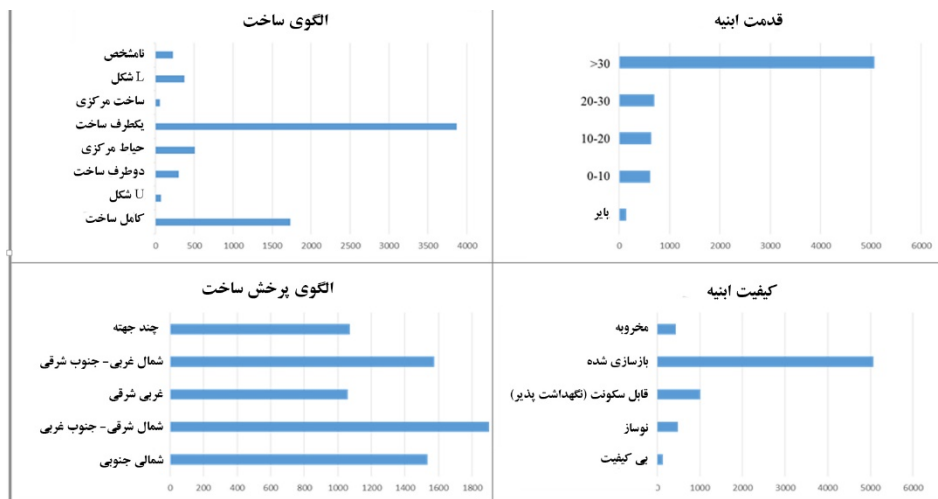 الگوی ساخت
نامشخص
L شکل
ساخت مرکزی
یکطرف ساخت
حیاط مرکزی
دوطرف ساخت
U شکل
کامل ساخت
0 500 1000 1500 2000 2500 3000 3500 4000
قدمت ابنیه
>30
20-30
10-20
0-10
بایر
0 1000 2000 3000 4000 5000 6000
الگوی پرخش ساخت
چند جهته
شمال غربی- جنوب شرقی
غربی شرقی
شمال شرقی- جنوب غربی
شمالی جنوبی
0 200 400 600 800 1000 1200 1400 1600 1800
کیفیت ابنیه
مخروبه
بازسازی شده
قابل سکونت (نگهداشت پذیر)
نوساز
بی کیفیت
0 1000 2000 3000 4000 5000 6000